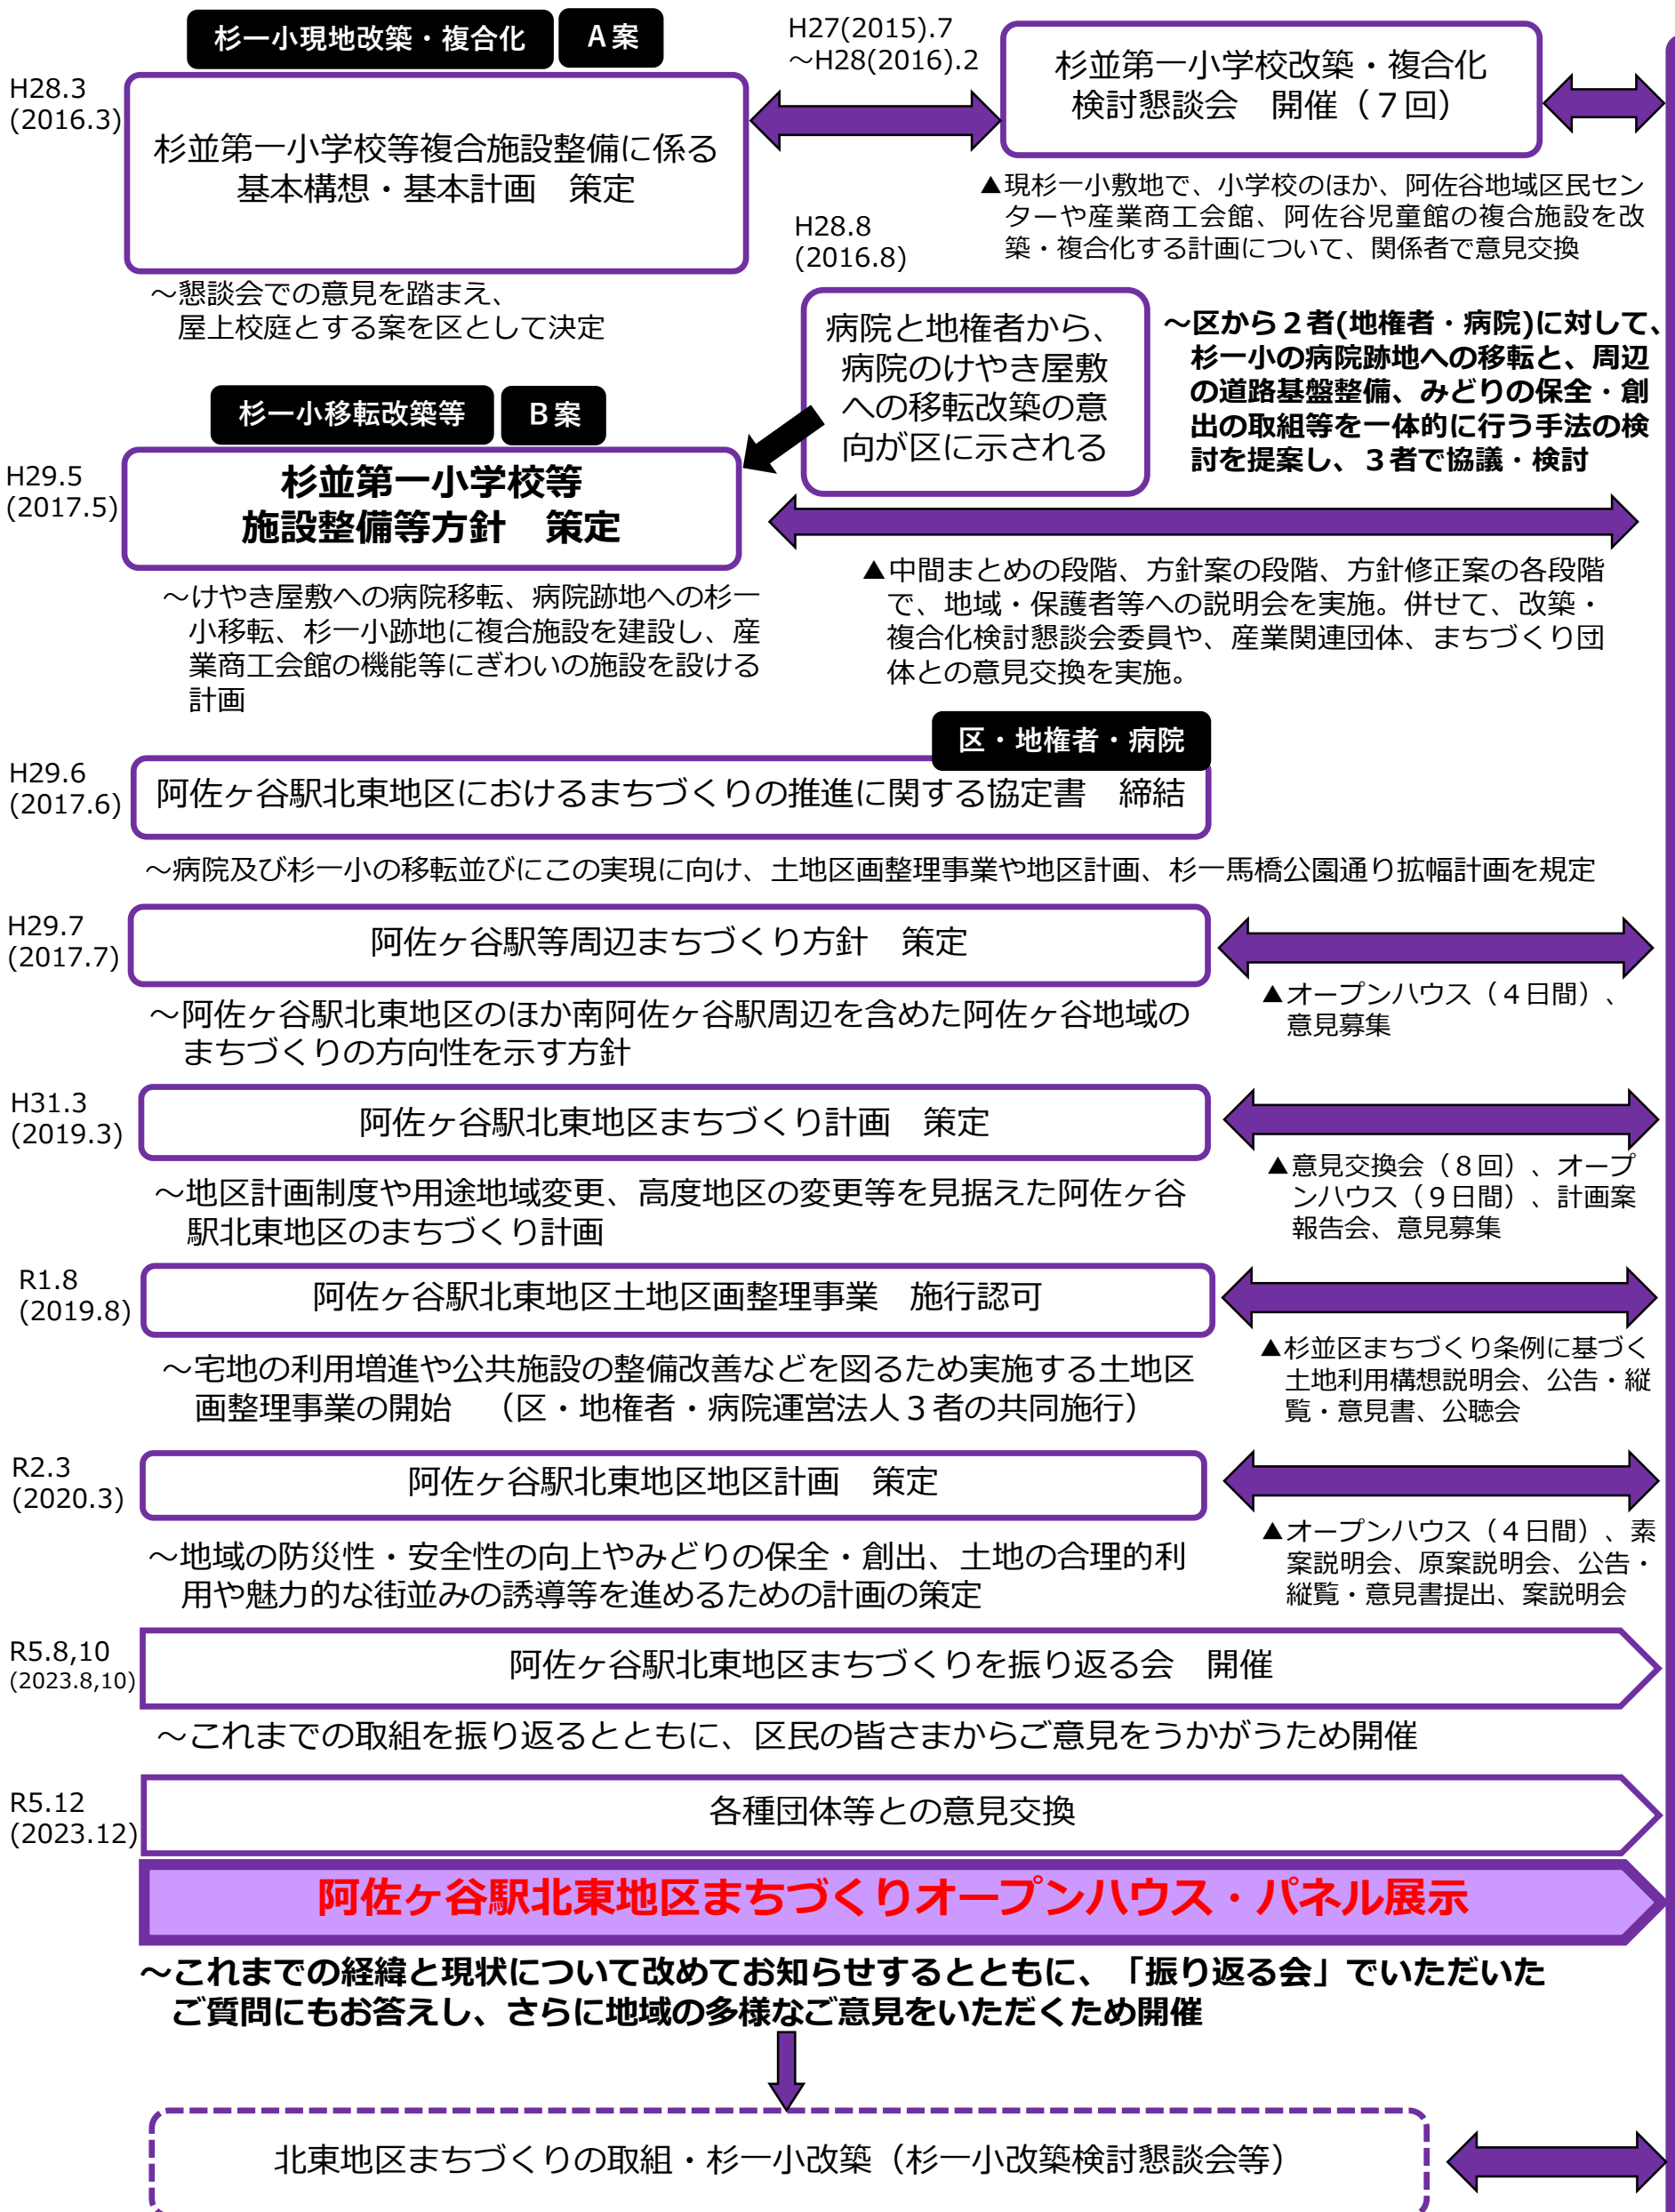 杉一小現地改築・複合化
A案
H28.3
(2016.3)
杉並第一小学校等複合施設整備に係る
基本構想・基本計画　策定
～懇談会での意見を踏まえ、
屋上校庭とする案を区として決定
H27(2015).7
～H28(2016).2
杉並第一小学校改築・複合化
検討懇談会　開催（７回）
▲現杉一小敷地で、小学校のほか、阿佐谷地域区民セン
ターや産業商工会館、阿佐谷児童館の複合施設を改
築・複合化する計画について、関係者で意見交換
H28.8
(2016.8)
病院と地権者から、
病院のけやき屋敷
への移転改築の意
向が区に示される
～区から２者(地権者・病院)に対して、
杉一小の病院跡地への移転と、周辺
の道路基盤整備、みどりの保全・創
出の取組等を一体的に行う手法の検
討を提案し、３者で協議・検討
杉一小移転改築等
B案
H29.5
(2017.5)
杉並第一小学校等
施設整備等方針　策定
～けやき屋敷への病院移転、病院跡地への杉一
小移転、杉一小跡地に複合施設を建設し、産
業商工会館の機能等にぎわいの施設を設ける
計画
▲中間まとめの段階、方針案の段階、方針修正案の各段階
で、地域・保護者等への説明会を実施。併せて、改築・
複合化検討懇談会委員や、産業関連団体、まちづくり団
体との意見交換を実施。
区・地権者・病院
H29.6
(2017.6)
阿佐ヶ谷駅北東地区におけるまちづくりの推進に関する協定書　締結
～病院及び杉一小の移転並びにこの実現に向け、土地区画整理事業や地区計画、杉一馬橋公園通り拡幅計画を規定
H29.7
(2017.7)
阿佐ヶ谷駅等周辺まちづくり方針　策定
～阿佐ヶ谷駅北東地区のほか南阿佐ヶ谷駅周辺を含めた阿佐ヶ谷地域の
まちづくりの方向性を示す方針
▲オープンハウス（４日間）、
意見募集
H31.3
(2019.3)
阿佐ヶ谷駅北東地区まちづくり計画　策定
～地区計画制度や用途地域変更、高度地区の変更等を見据えた阿佐ヶ谷
駅北東地区のまちづくり計画
▲意見交換会（８回）、オープ
ンハウス（９日間）、計画案
報告会、意見募集
R1.8
(2019.8)
阿佐ヶ谷駅北東地区土地区画整理事業　施行認可
～宅地の利用増進や公共施設の整備改善などを図るため実施する土地区
画整理事業の開始　（区・地権者・病院運営法人３者の共同施行）
▲杉並区まちづくり条例に基づく
土地利用構想説明会、公告・縦
覧・意見書、公聴会
R2.3
(2020.3)
阿佐ヶ谷駅北東地区地区計画　策定
～地域の防災性・安全性の向上やみどりの保全・創出、土地の合理的利
用や魅力的な街並みの誘導等を進めるための計画の策定
▲オープンハウス（４日間）、素
案説明会、原案説明会、公告・
縦覧・意見書提出、案説明会
R5.8,10
(2023.8,10)
阿佐ヶ谷駅北東地区まちづくりを振り返る会　開催
～これまでの取組を振り返るとともに、区民の皆さまからご意見をうかがうため開催
R5.12
(2023.12)
各種団体等との意見交換
阿佐ヶ谷駅北東地区まちづくりオープンハウス・パネル展示
～これまでの経緯と現状について改めてお知らせするとともに、「振り返る会」でいただいた
ご質問にもお答えし、さらに地域の多様なご意見をいただくため開催
北東地区まちづくりの取組・杉一小改築（杉一小改築検討懇談会等）